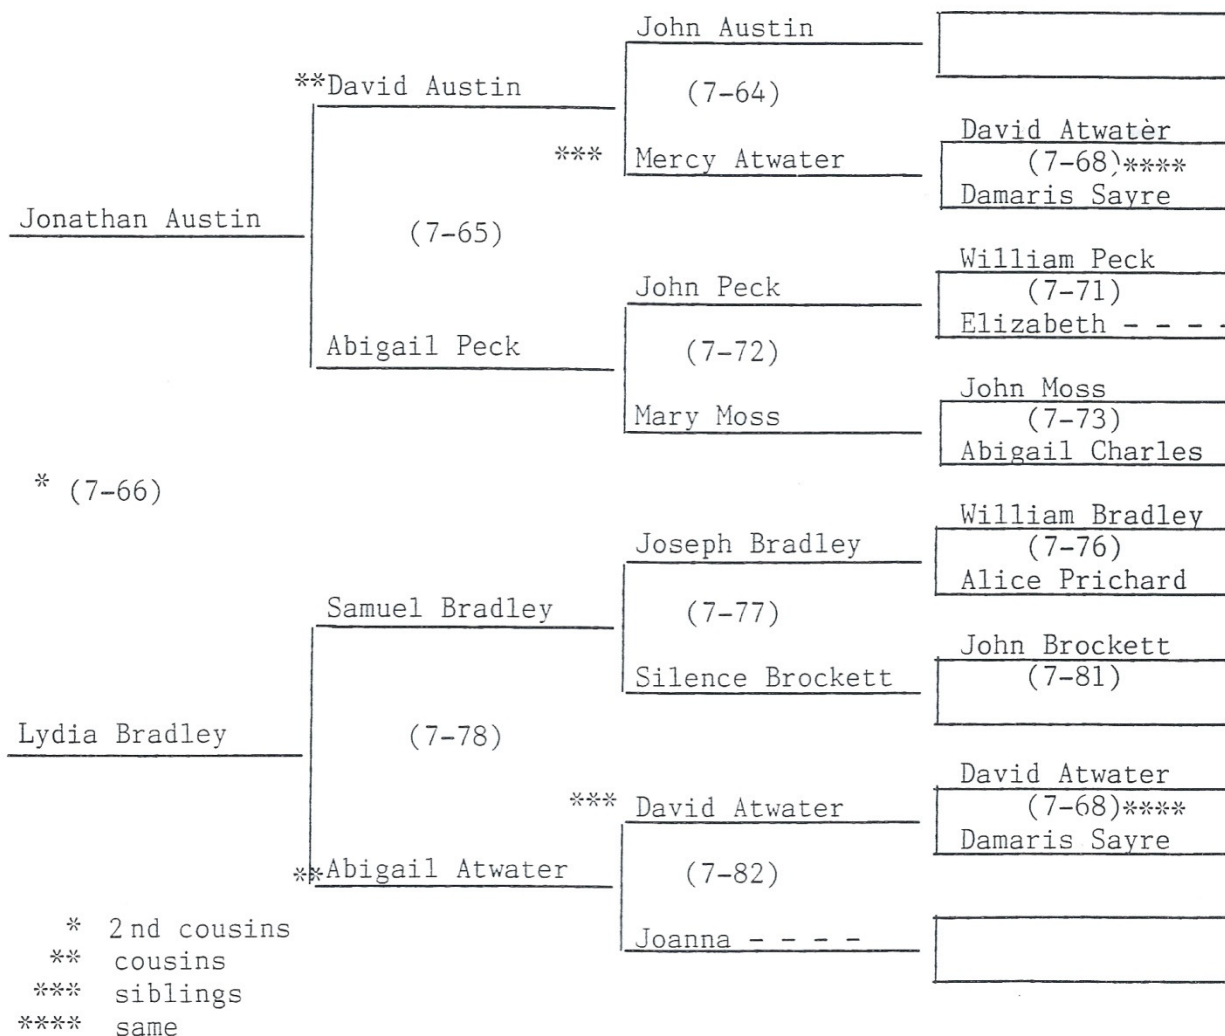 John Austin
**David Austin
(7-64)
David Atwater
*** Mercy Atwater
(7-68)****
Damaris Sayre
Jonathan Austin
(7-65)
William Peck
John Peck
(7-71)
Elizabeth - - - -
Abigail Peck
(7-72)
John Moss
Mary Moss
(7-73)
Abigail Charles
* (7-66)
William Bradley
Joseph Bradley
(7-76)
Alice Prichard
Samuel Bradley
(7-77)
John Brockett
Silence Brockett
(7-81)
Lydia Bradley
(7-78)
David Atwater
*** David Atwater
(7-68)****
Damaris Sayre
**Abigail Atwater
(7-82)
Joanna - - - -
* 2nd cousins
** cousins
*** siblings
**** same